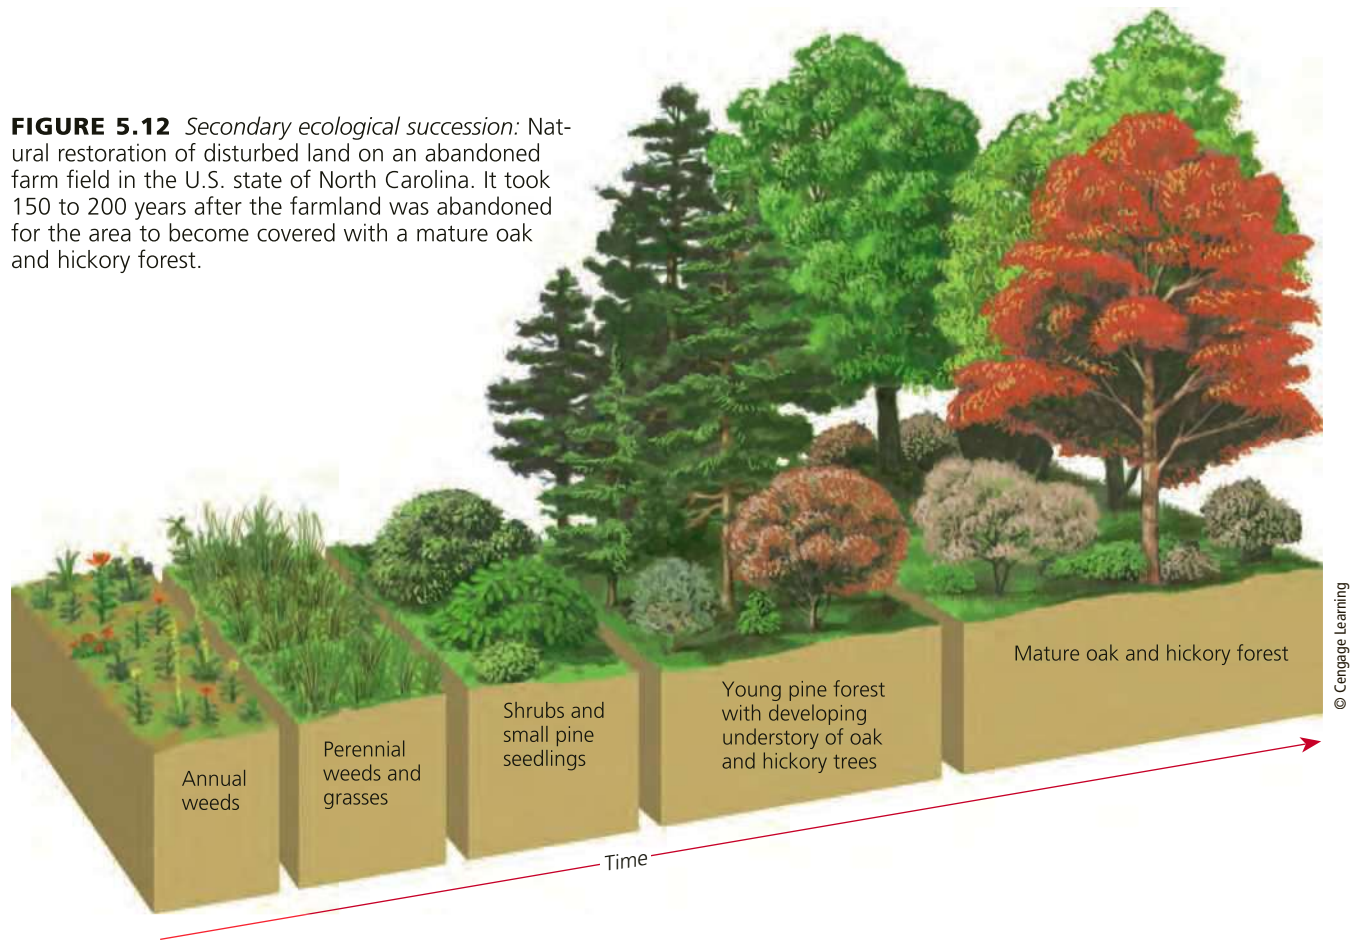 FIGURE 5.12 Secondary ecological succession: Nat-
ural restoration of disturbed land on an abandoned
farm field in the U.S. state of North Carolina. It took
150 to 200 years after the farmland was abandoned
for the area to become covered with a mature oak
and hickory forest.
Annual
weeds
Perennial
weeds and
grasses
Shrubs and
small pine
seedlings
Young pine forest
with developing
understory of oak
and hickory trees
Mature oak and hickory forest
Time
© Cengage Learning